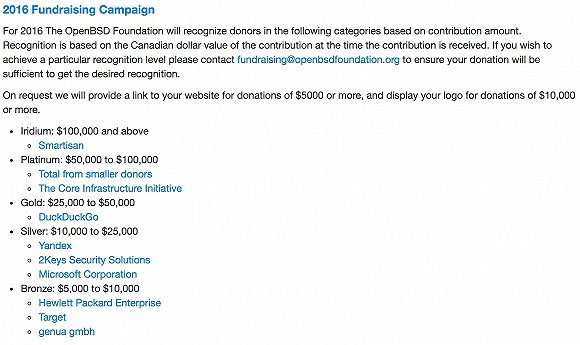 2016 Fundraising Campaign
For 2016 The OpenBSD Foundation will recognize donors in the following categories based on contribution amount.
Recognition is based on the Canadian dollar value of the contribution at the time the contribution is received. If you wish to
achieve a particular recognition level please contact fundraising@openbsdfoundation.org to ensure your donation will be
sufficient to get the desired recognition.
On request we will provide a link to your website for donations of $5000 or more, and display your logo for donations of $10,000
or more.
• Iridium: $100,000 and above
◦ Smartisan
• Platinum: $50,000 to $100,000
◦ Total from smaller donors
◦ The Core Infrastructure Initiative
• Gold: $25,000 to $50,000
◦ DuckDuckGo
• Silver: $10,000 to $25,000
◦ Yandex
◦ 2Keys Security Solutions
◦ Microsoft Corporation
• Bronze: $5,000 to $10,000
◦ Hewlett Packard Enterprise
◦ Target
◦ genua gmbh